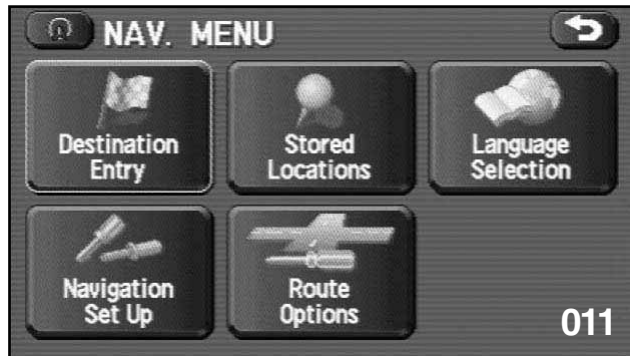 NAV. MENU
Destination
Entry
Stored
Locations
Language
Selection
Navigation
Set Up
Route
Options
011